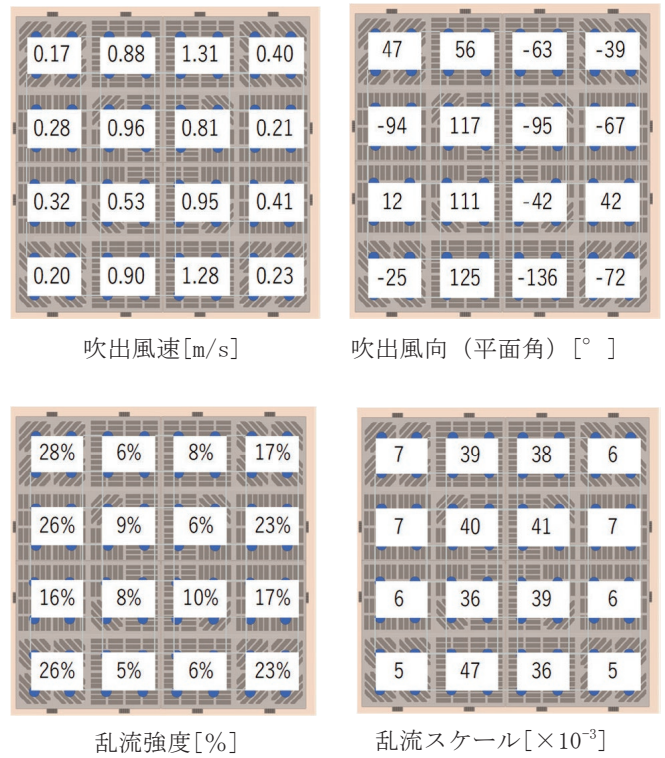 0.17 0.88 1.31 0.40
0.28 0.96 0.81 0.21
0.32 0.53 0.95 0.41
0.20 0.90 1.28 0.23
吹出風速[m/s]
47 56 -63 -39
-94 117 -95 -67
12 111 -42 42
-25 125 -136 -72
吹出風向（平面角）[°]
28% 6% 8% 17%
26% 9% 6% 23%
16% 8% 10% 17%
26% 5% 6% 23%
乱流強度[%]
7 39 38 6
7 40 41 7
6 36 39 6
5 47 36 5
乱流スケール[×10⁻³]